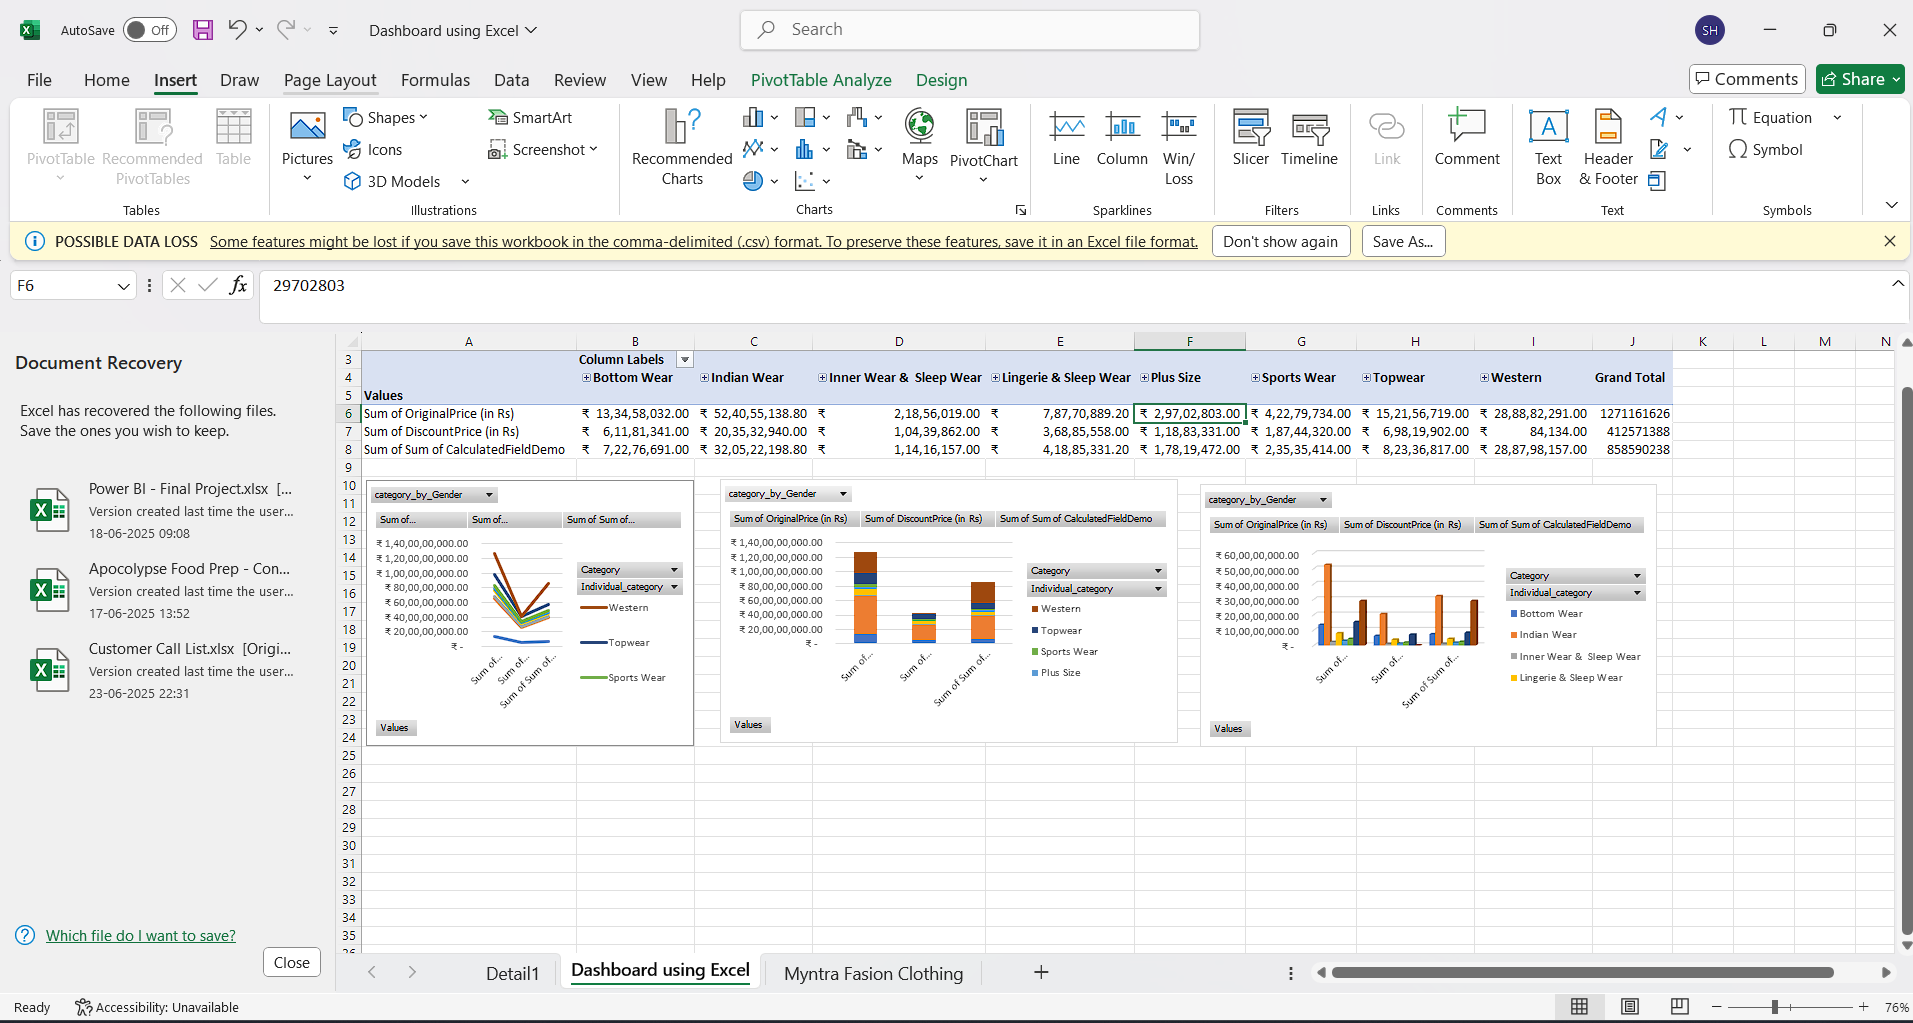 AutoSave Off Dashboard using Excel Search SH
File Home Insert Draw Page Layout Formulas Data Review View Help PivotTable Analyze Design Comments Share
PivotTable Recommended PivotTables Table
Pictures Shapes Icons 3D Models SmartArt Screenshot
Recommended Charts Maps PivotChart
Line Column Win/ Loss
Slicer Timeline
Link
Comment
Text Box Header & Footer
Equation
Symbol
Tables Illustrations Charts Sparklines Filters Links Comments Text Symbols
POSSIBLE DATA LOSS Some features might be lost if you save this workbook in the comma-delimited (.csv) format. To preserve these features, save it in an Excel file format. Don't show again Save As...
F6 fx 29702803
Document Recovery
Excel has recovered the following files.
Save the ones you wish to keep.
Power BI - Final Project.xlsx [...
Version created last time the user...
18-06-2025 09:08
Apocolypse Food Prep - Con...
Version created last time the user...
17-06-2025 13:52
Customer Call List.xlsx [Origi...
Version created last time the user...
23-06-2025 22:31
Which file do I want to save?
Close
A B C D E F G H I J K L M N
3 Column Labels
4 Bottom Wear Indian Wear Inner Wear & Sleep Wear Lingerie & Sleep Wear Plus Size Sports Wear Topwear Western Grand Total
5 Values
6 Sum of OriginalPrice (in Rs) ₹ 13,34,58,032.00 ₹ 52,40,55,138.80 ₹ 2,18,56,019.00 ₹ 7,87,70,889.20 ₹ 2,97,02,803.00 ₹ 4,22,79,734.00 ₹ 15,21,56,719.00 ₹ 28,88,82,291.00 1271161626
7 Sum of DiscountPrice (in Rs) ₹ 6,11,81,341.00 ₹ 20,35,32,940.00 ₹ 1,04,39,862.00 ₹ 3,68,85,558.00 ₹ 1,18,83,331.00 ₹ 1,87,44,320.00 ₹ 6,98,19,902.00 ₹ 84,134.00 412571388
8 Sum of Sum of CalculatedFieldDemo ₹ 7,22,76,691.00 ₹ 32,05,22,198.80 ₹ 1,14,16,157.00 ₹ 4,18,85,331.20 ₹ 1,78,19,472.00 ₹ 2,35,35,414.00 ₹ 8,23,36,817.00 ₹ 28,87,98,157.00 858590238
9
10
11
12
13
14
15
16
17
18
19
20
21
22
23
24
25
26
27
28
29
30
31
32
33
34
35
category_by_Gender
Sum of... Sum of... Sum of Sum of...
₹ 1,40,00,00,000.00
₹ 1,20,00,00,000.00
₹ 1,00,00,00,000.00
₹ 80,00,00,000.00
₹ 60,00,00,000.00
₹ 40,00,00,000.00
₹ 20,00,00,000.00
₹ -
Sum of...
Sum of...
Sum of Sum of...
Category
Individual_category
Western
Topwear
Sports Wear
Values
category_by_Gender
Sum of OriginalPrice (in Rs) Sum of DiscountPrice (in Rs) Sum of Sum of CalculatedFieldDemo
₹ 1,40,00,00,000.00
₹ 1,20,00,00,000.00
₹ 1,00,00,00,000.00
₹ 80,00,00,000.00
₹ 60,00,00,000.00
₹ 40,00,00,000.00
₹ 20,00,00,000.00
₹ -
Sum of...
Sum of...
Sum of Sum of...
Category
Individual_category
Western
Topwear
Sports Wear
Plus Size
Values
category_by_Gender
Sum of OriginalPrice (in Rs) Sum of DiscountPrice (in Rs) Sum of Sum of CalculatedFieldDemo
₹ 60,00,00,000.00
₹ 50,00,00,000.00
₹ 40,00,00,000.00
₹ 30,00,00,000.00
₹ 20,00,00,000.00
₹ 10,00,00,000.00
₹ -
Sum of...
Sum of...
Sum of Sum of...
Category
Individual_category
Bottom Wear
Indian Wear
Inner Wear & Sleep Wear
Lingerie & Sleep Wear
Values
Detail1 Dashboard using Excel Myntra Fasion Clothing
Ready Accessibility: Unavailable 76%